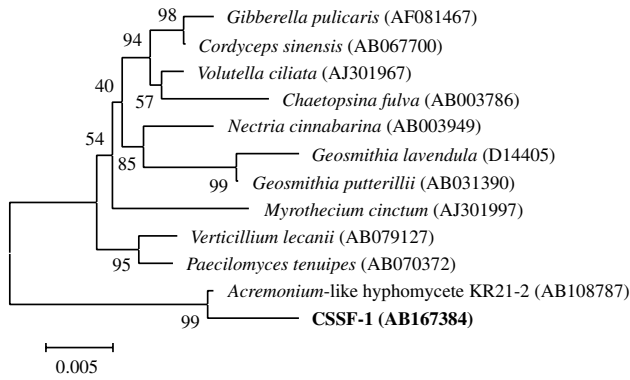 98
Gibberella pulicaris (AF081467)
94
Cordyceps sinensis (AB067700)
Volutella ciliata (AJ301967)
40
57
Chaetopsina fulva (AB003786)
Nectria cinnabarina (AB003949)
54
85
Geosmithia lavendula (D14405)
99
Geosmithia putterillii (AB031390)
Myrothecium cinctum (AJ301997)
Verticillium lecanii (AB079127)
95
Paecilomyces tenuipes (AB070372)
Acremonium-like hyphomycete KR21-2 (AB108787)
99
CSSF-1 (AB167384)
0.005